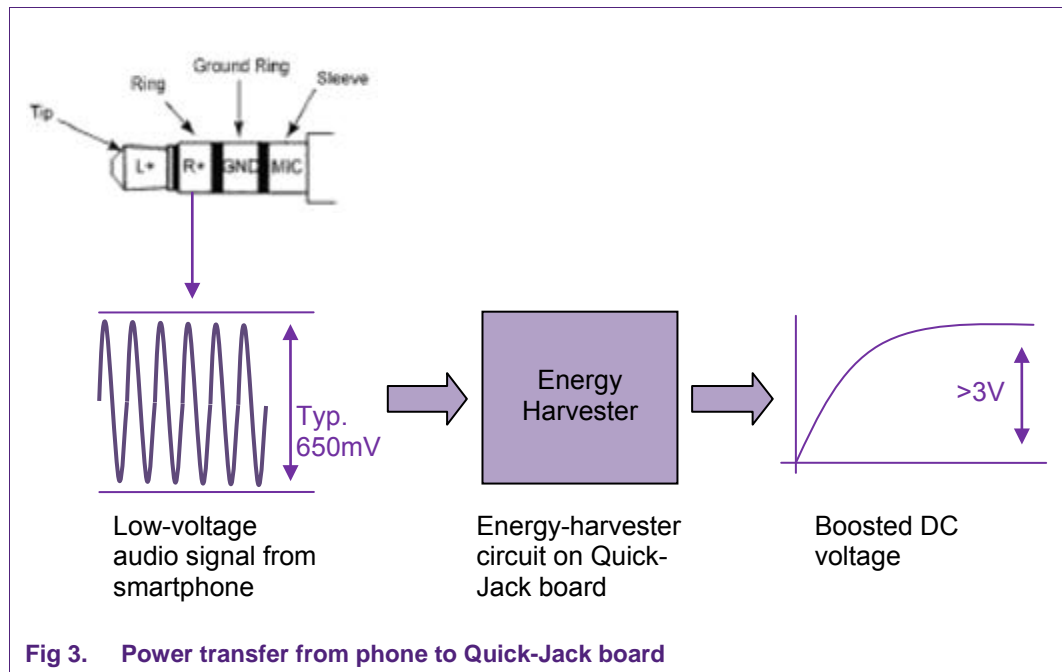 Ground Ring
Ring
Sleeve
Tip
L+
R+
GND
MIC
Typ.
650mV
Energy
Harvester
>3V
Low-voltage
audio signal from
smartphone
Energy-harvester
circuit on Quick-
Jack board
Boosted DC
voltage
Fig 3. Power transfer from phone to Quick-Jack board